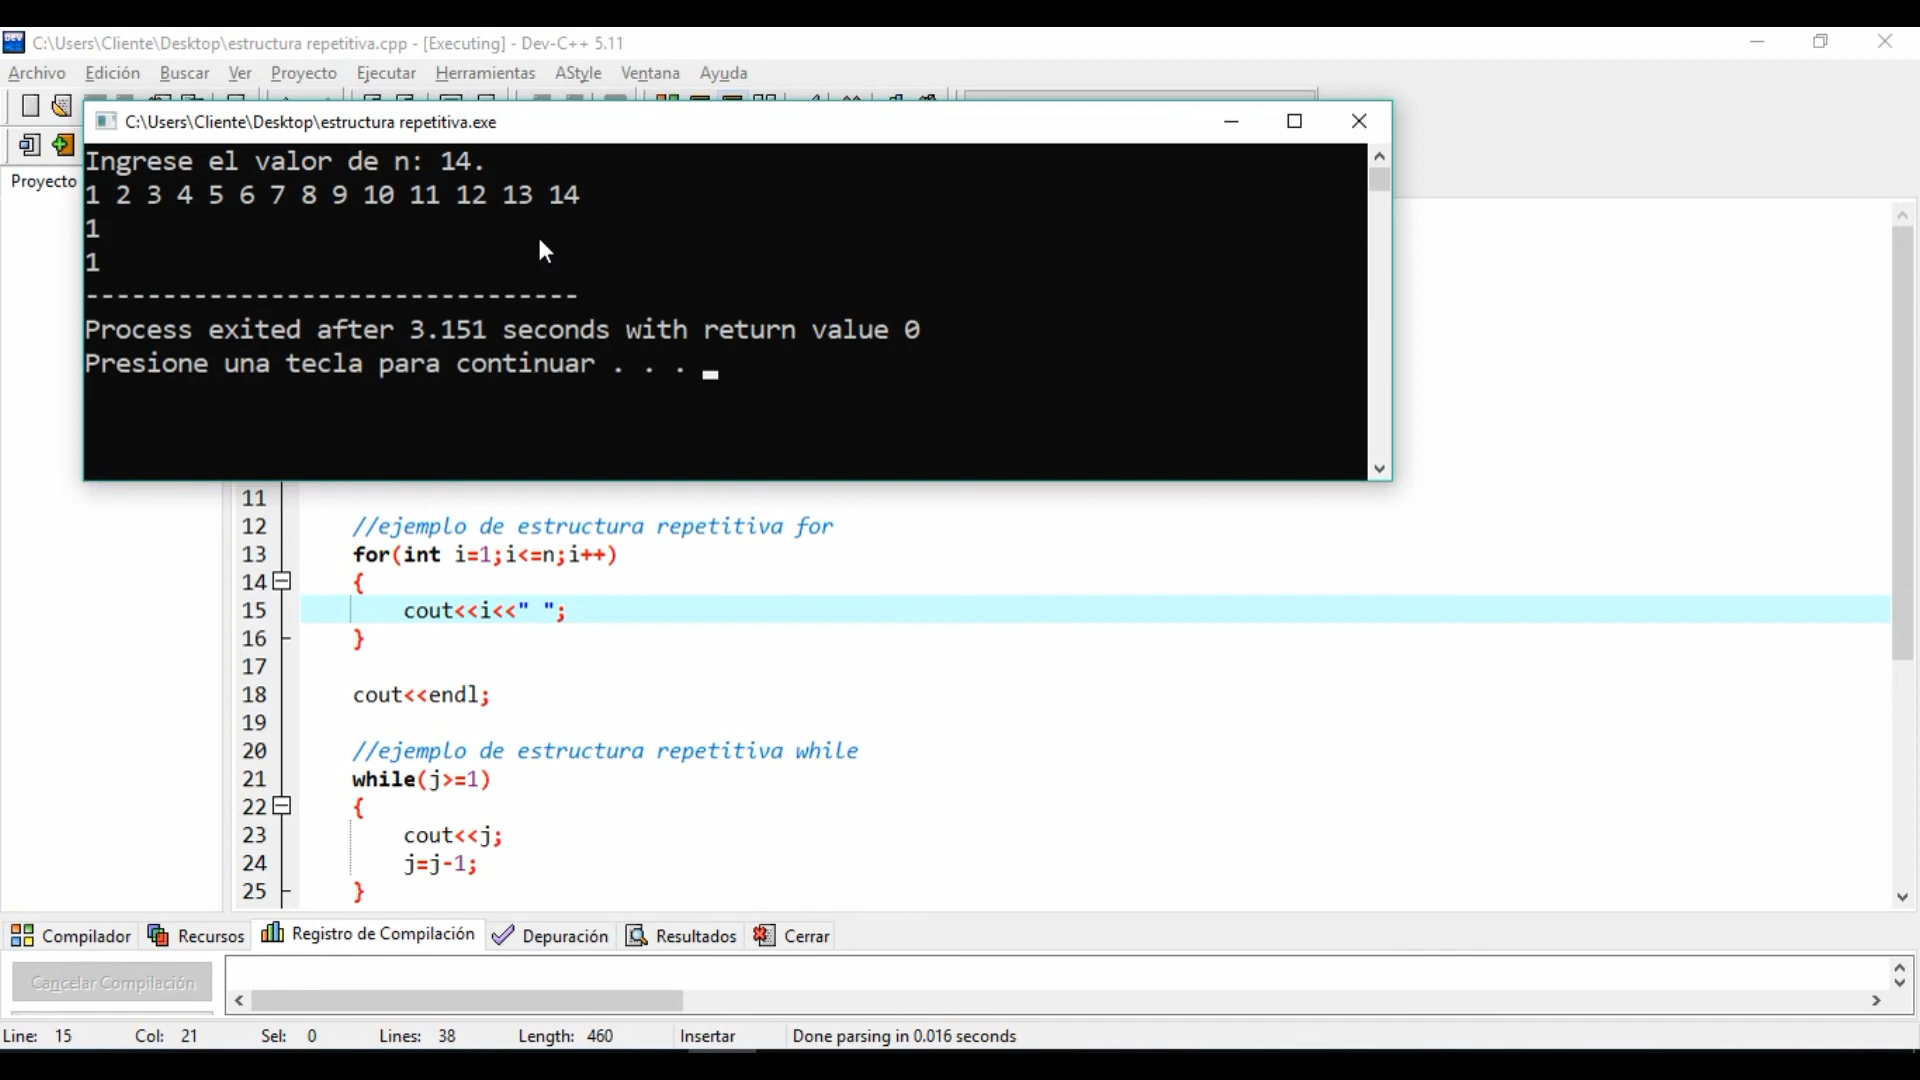 C:\Users\Cliente\Desktop\estructura repetitiva.cpp - [Executing] - Dev-C++ 5.11
Archivo Edición Buscar Ver Proyecto Ejecutar Herramientas AStyle Ventana Ayuda
C:\Users\Cliente\Desktop\estructura repetitiva.exe
Proyecto
Ingrese el valor de n: 14.
1 2 3 4 5 6 7 8 9 10 11 12 13 14
1
1
--------------------------------
Process exited after 3.151 seconds with return value 0
Presione una tecla para continuar . . .
11
12 //ejemplo de estructura repetitiva for
13 for(int i=1;i<=n;i++)
14 {
15 cout<<i<<" ";
16 }
17
18 cout<<endl;
19
20 //ejemplo de estructura repetitiva while
21 while(j>=1)
22 {
23 cout<<j;
24 j=j-1;
25 }
Compilador Recursos Registro de Compilación Depuración Resultados Cerrar
Cancelar Compilación
Line: 15 Col: 21 Sel: 0 Lines: 38 Length: 460 Insertar Done parsing in 0.016 seconds